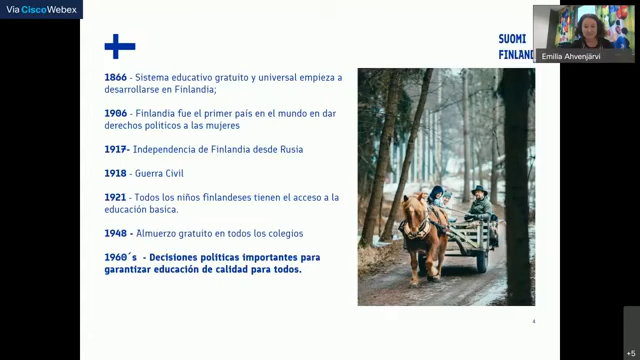 Via CiscoWebex
SUOMI
FINLAND
Emilia Ahvenjärvi
1866 - Sistema educativo gratuito y universal empieza a
desarrollarse en Finlandia;
1906 - Finlandia fue el primer país en el mundo en dar
derechos politicos a las mujeres
1917- Independencia de Finlandia desde Rusia
1918 - Guerra Civil
1921 - Todos los niños finlandeses tienen el acceso a la
educación basica.
1948 - Almuerzo gratuito en todos los colegios
1960´s - Decisiones políticas importantes para
garantizar educación de calidad para todos.
4
+5